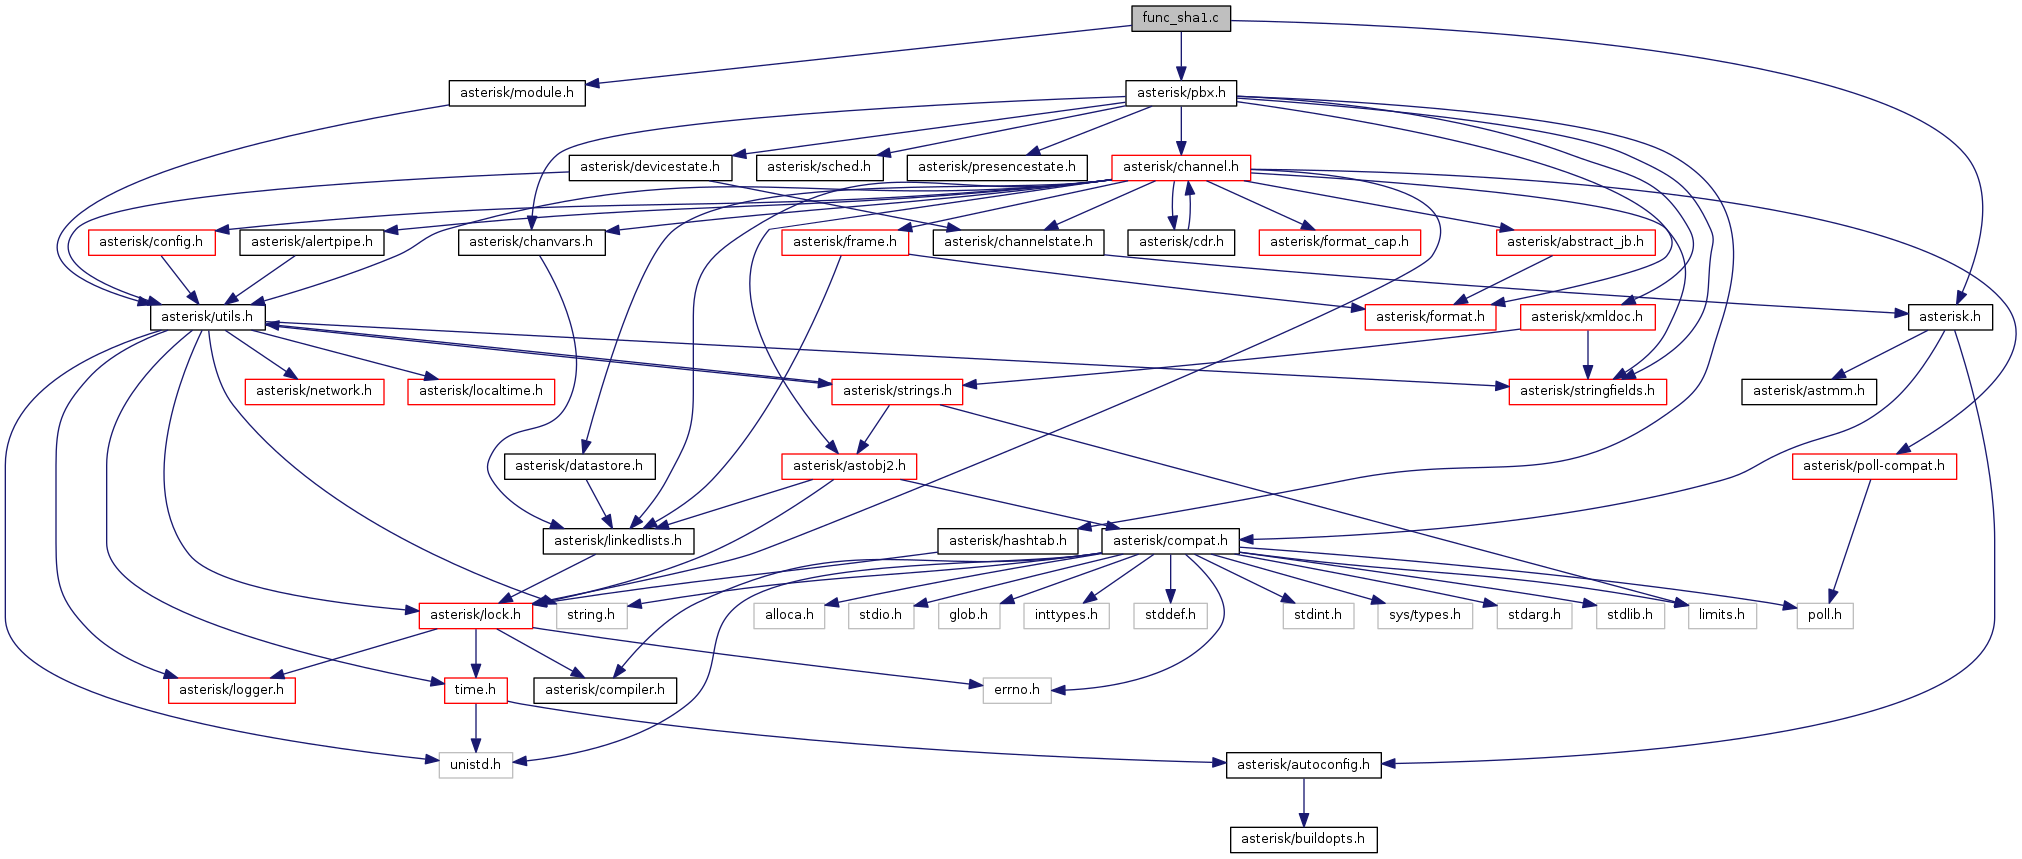 func_sha1.c
asterisk/module.h
asterisk/pbx.h
asterisk/devicestate.h
asterisk/sched.h
asterisk/presencestate.h
asterisk/channel.h
asterisk/config.h
asterisk/alertpipe.h
asterisk/chanvars.h
asterisk/frame.h
asterisk/channelstate.h
asterisk/cdr.h
asterisk/format_cap.h
asterisk/abstract_jb.h
asterisk/utils.h
asterisk/format.h
asterisk/xmldoc.h
asterisk.h
asterisk/network.h
asterisk/localtime.h
asterisk/strings.h
asterisk/stringfields.h
asterisk/astmm.h
asterisk/datastore.h
asterisk/astobj2.h
asterisk/poll-compat.h
asterisk/linkedlists.h
asterisk/hashtab.h
asterisk/compat.h
asterisk/lock.h
string.h
alloca.h
stdio.h
glob.h
inttypes.h
stddef.h
stdint.h
sys/types.h
stdarg.h
stdlib.h
limits.h
poll.h
asterisk/logger.h
time.h
asterisk/compiler.h
errno.h
unistd.h
asterisk/autoconfig.h
asterisk/buildopts.h